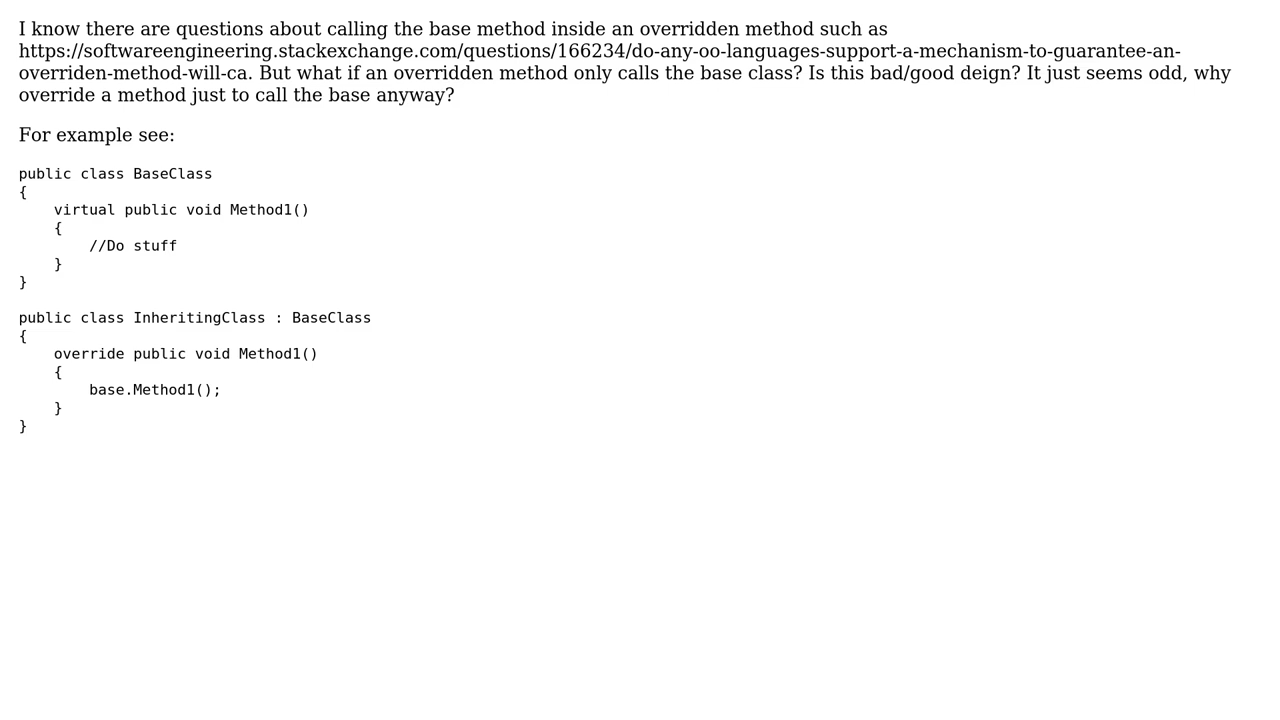 I know there are questions about calling the base method inside an overridden method such as
https://softwareengineering.stackexchange.com/questions/166234/do-any-oo-languages-support-a-mechanism-to-guarantee-an-
overriden-method-will-ca. But what if an overridden method only calls the base class? Is this bad/good deign? It just seems odd, why
override a method just to call the base anyway?
For example see:
public class BaseClass
{
    virtual public void Method1()
    {
        //Do stuff
    }
}
public class InheritingClass : BaseClass
{
    override public void Method1()
    {
        base.Method1();
    }
}